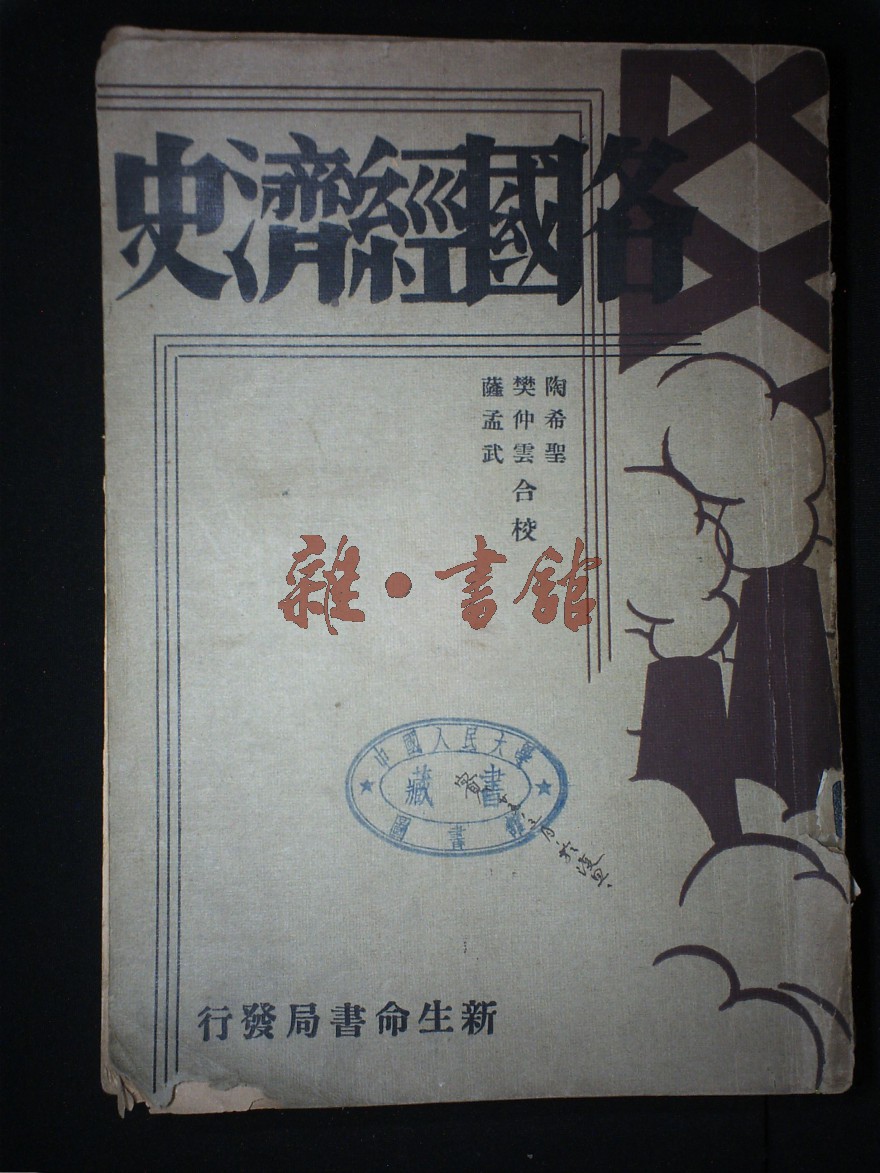 各國經濟史
陶希聖
樊仲雲 合校
薩孟武
雜·書館
中國人民大學
藏書
圖書館
新生命書局發行